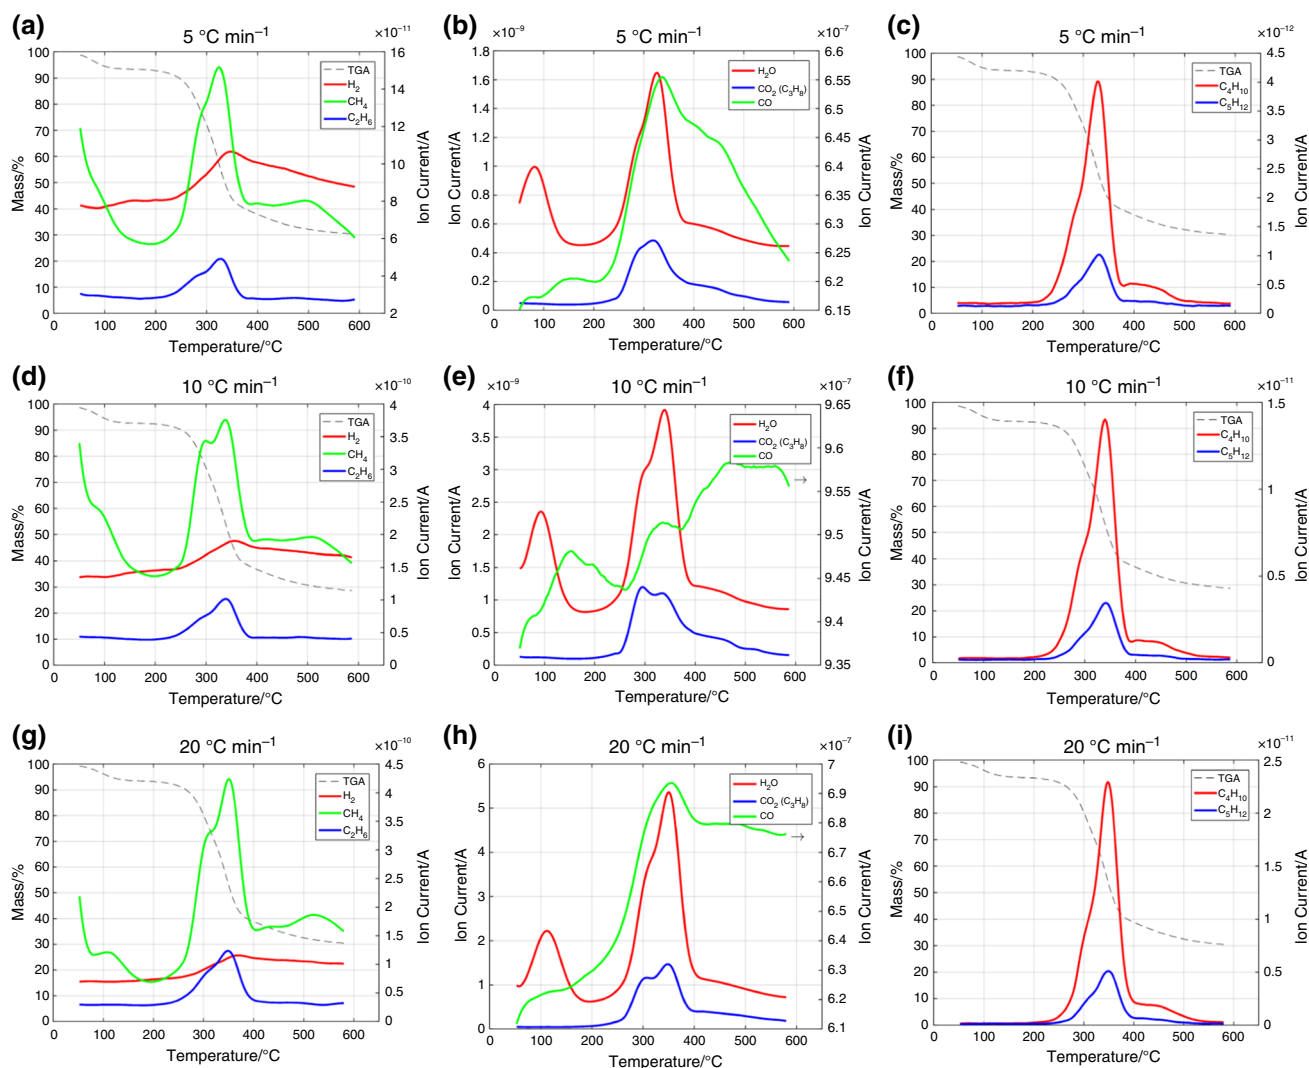 (a)
5 °C min⁻¹
×10⁻¹¹
100
90
80
70
60
50
40
30
20
10
0
Mass/%
16
14
12
10
8
6
4
2
Ion Current/A
TGA
H₂
CH₄
C₂H₆
0 100 200 300 400 500 600
Temperature/°C
(b)
×10⁻⁹
5 °C min⁻¹
×10⁻⁷
1.8
1.6
1.4
1.2
1
0.8
0.6
0.4
0.2
0
Ion Current/A
6.6
6.55
6.5
6.45
6.4
6.35
6.3
6.25
6.2
6.15
Ion Current/A
H₂O
CO₂ (C₃H₈)
CO
0 100 200 300 400 500 600
Temperature/°C
(c)
5 °C min⁻¹
×10⁻¹²
100
90
80
70
60
50
40
30
20
10
0
Mass/%
4.5
4
3.5
3
2.5
2
1.5
1
0.5
0
Ion Current/A
TGA
C₄H₁₀
C₅H₁₂
0 100 200 300 400 500 600
Temperature/°C
(d)
10 °C min⁻¹
×10⁻¹⁰
100
90
80
70
60
50
40
30
20
10
0
Mass/%
4
3.5
3
2.5
2
1.5
1
0.5
0
Ion Current/A
TGA
H₂
CH₄
C₂H₆
0 100 200 300 400 500 600
Temperature/°C
(e)
×10⁻⁹
10 °C min⁻¹
×10⁻⁷
4
3.5
3
2.5
2
1.5
1
0.5
0
Ion Current/A
9.65
9.6
9.55
9.5
9.45
9.4
9.35
Ion Current/A
H₂O
CO₂ (C₃H₈)
CO
→
0 100 200 300 400 500 600
Temperature/°C
(f)
10 °C min⁻¹
×10⁻¹¹
100
90
80
70
60
50
40
30
20
10
0
Mass/%
1.5
1
0.5
0
Ion Current/A
TGA
C₄H₁₀
C₅H₁₂
0 100 200 300 400 500 600
Temperature/°C
(g)
20 °C min⁻¹
×10⁻¹⁰
100
90
80
70
60
50
40
30
20
10
0
Mass/%
4.5
4
3.5
3
2.5
2
1.5
1
0.5
0
Ion Current/A
TGA
H₂
CH₄
C₂H₆
0 100 200 300 400 500 600
Temperature/°C
(h)
20 °C min⁻¹
×10⁻⁷
6
5
4
3
2
1
0
Ion Current/A
7
6.9
6.8
6.7
6.6
6.5
6.4
6.3
6.2
6.1
Ion Current/A
H₂O
CO₂ (C₃H₈)
CO
→
0 100 200 300 400 500 600
Temperature/°C
(i)
20 °C min⁻¹
×10⁻¹¹
100
90
80
70
60
50
40
30
20
10
0
Mass/%
2.5
2
1.5
1
0.5
0
Ion Current/A
TGA
C₄H₁₀
C₅H₁₂
0 100 200 300 400 500 600
Temperature/°C